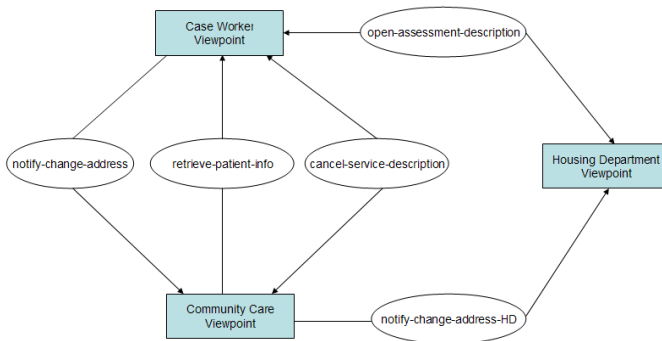 Case Worker
Viewpoint
open-assessment-description
notify-change-address
retrieve-patient-info
cancel-service-description
Housing Department
Viewpoint
Community Care
Viewpoint
notify-change-address-HD